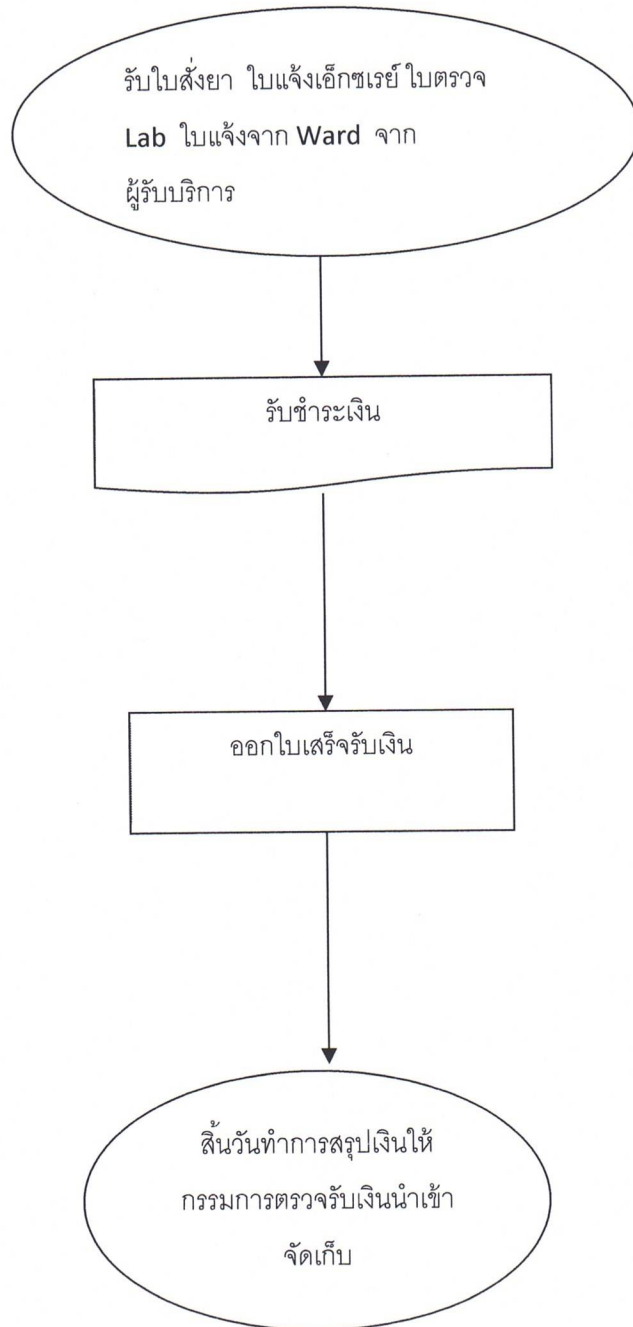 รับใบสั่งยา ใบแจ้งเอ็กซเรย์ ใบตรวจ
Lab ใบแจ้งจาก Ward จาก
ผู้รับบริการ
รับชำระเงิน
ออกใบเสร็จรับเงิน
สิ้นวันทำการสรุปเงินให้
กรรมการตรวจรับเงินนำเข้า
จัดเก็บ